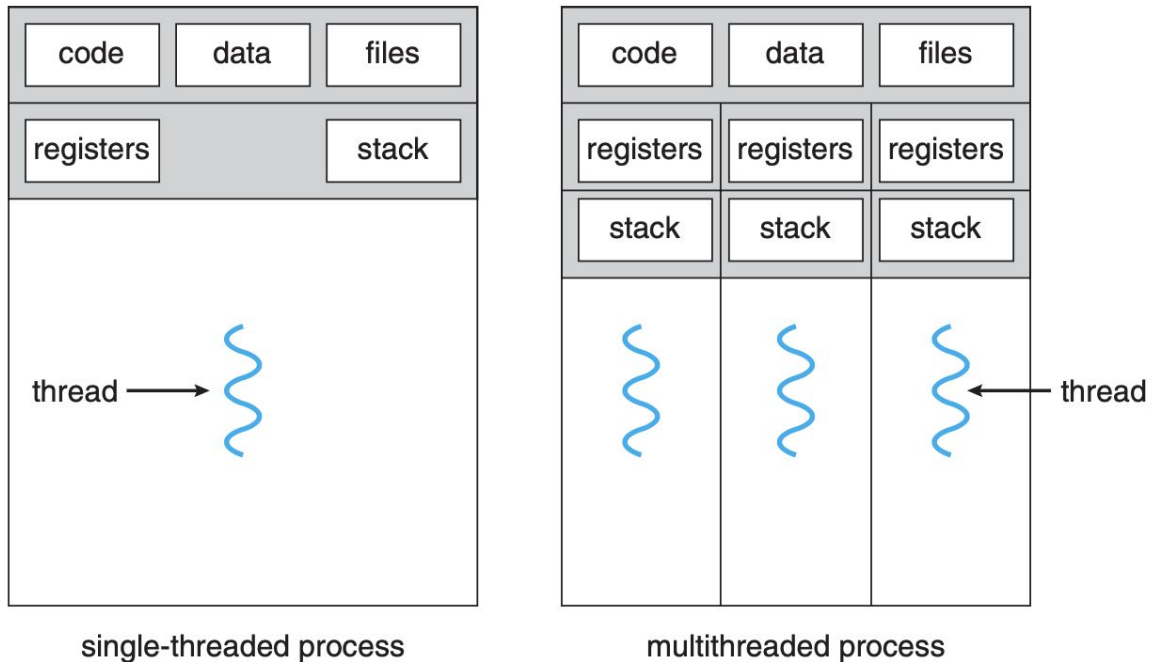 code data files
registers stack
thread
single-threaded process
code data files
registers registers registers
stack stack stack
thread
multithreaded process